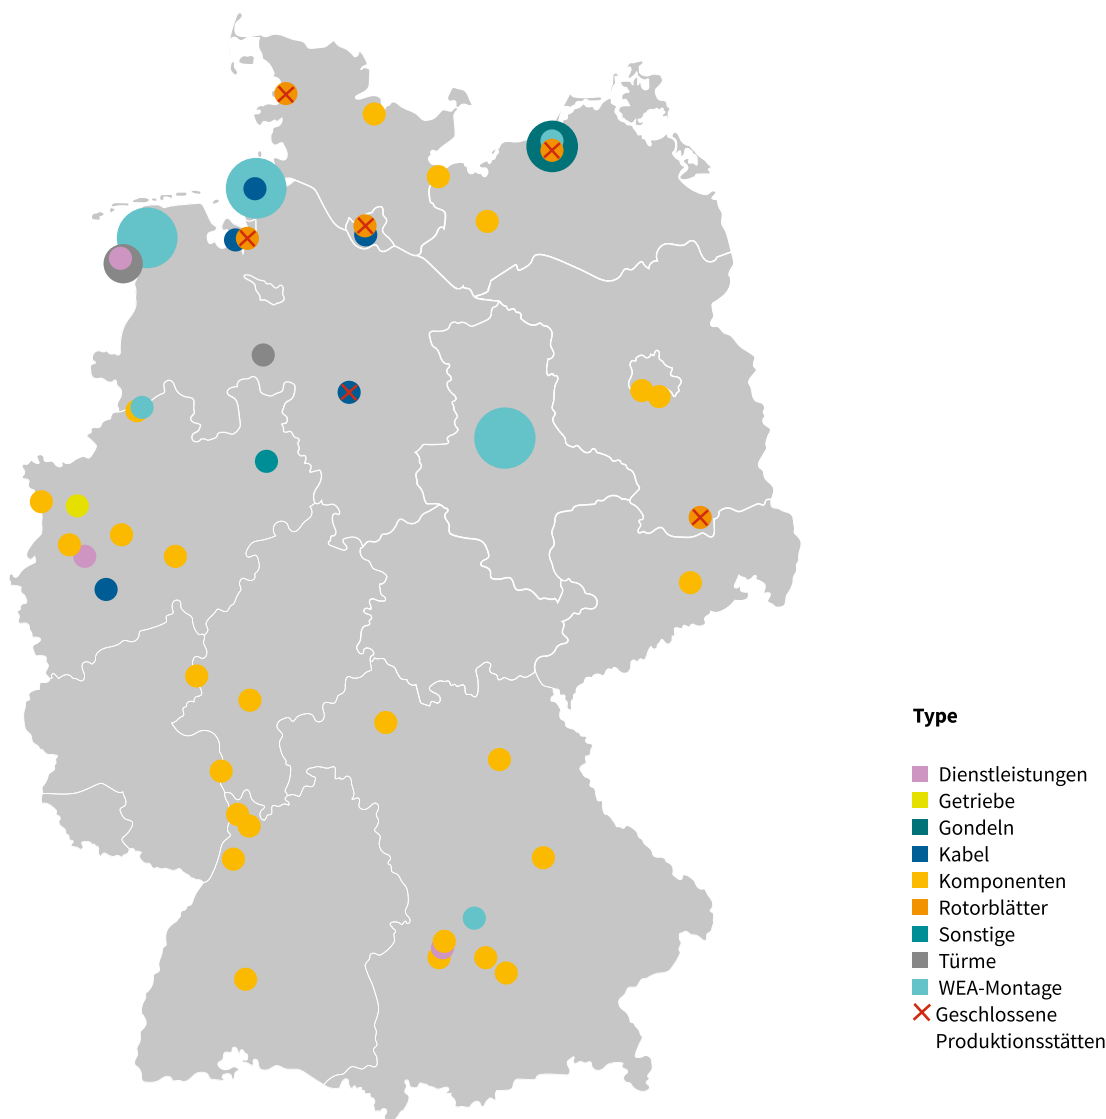 Type
Dienstleistungen
Getriebe
Gondeln
Kabel
Komponenten
Rotorblätter
Sonstige
Türme
WEA-Montage
Geschlossene
Produktionsstätten